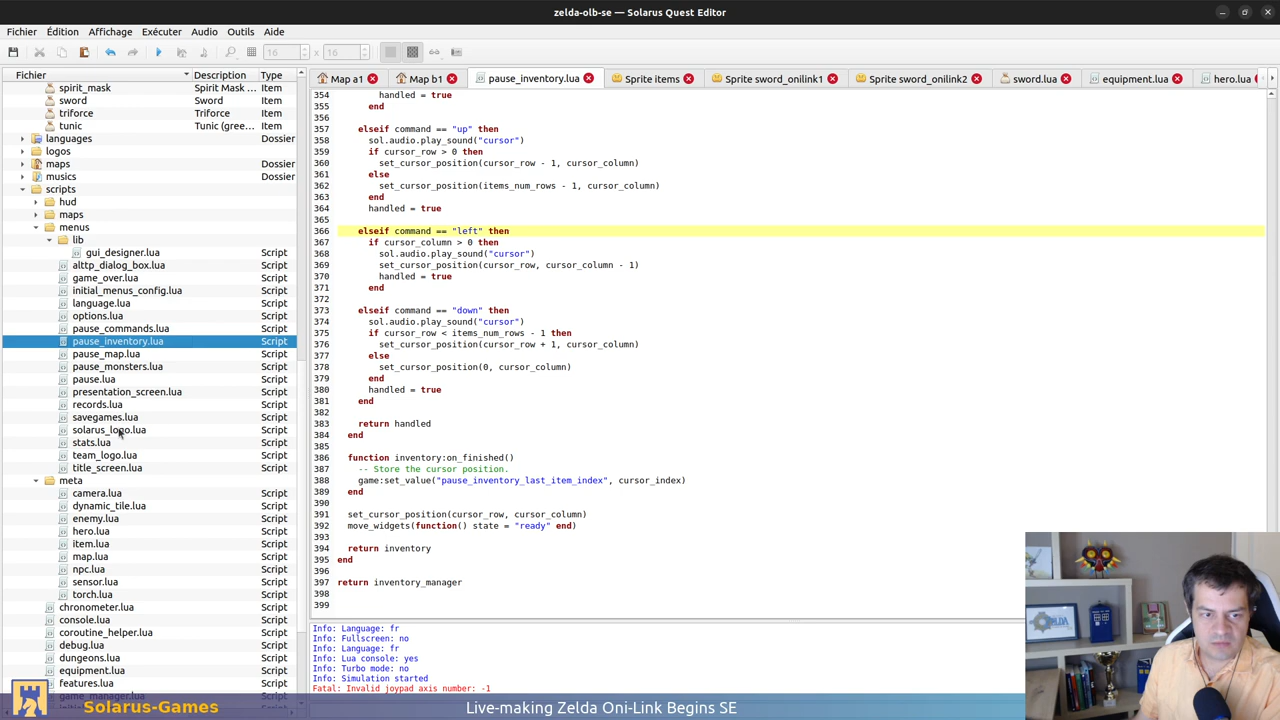 zelda-olb-se — Solarus Quest Editor
Fichier Édition Affichage Exécuter Audio Outils Aide
16 x 16
Fichier Description Type
spirit_mask Spirit Mask ... Item
sword Sword Item
triforce Triforce Item
tunic Tunic (gree... Item
languages Dossier
logos Dossier
maps Dossier
musics Dossier
scripts Dossier
hud Dossier
maps Dossier
menus Dossier
lib Dossier
gui_designer.lua Script
alttp_dialog_box.lua Script
game_over.lua Script
initial_menus_config.lua Script
language.lua Script
options.lua Script
pause_commands.lua Script
pause_inventory.lua Script
pause_map.lua Script
pause_monsters.lua Script
pause.lua Script
presentation_screen.lua Script
records.lua Script
savegames.lua Script
solarus_logo.lua Script
stats.lua Script
team_logo.lua Script
title_screen.lua Script
meta Dossier
camera.lua Script
dynamic_tile.lua Script
enemy.lua Script
hero.lua Script
item.lua Script
map.lua Script
npc.lua Script
sensor.lua Script
torch.lua Script
chronometer.lua Script
console.lua Script
coroutine_helper.lua Script
debug.lua Script
dungeons.lua Script
equipment.lua Script
features.lua Script
Map a1 Map b1 pause_inventory.lua Sprite items Sprite sword_onilink1 Sprite sword_onilink2 sword.lua equipment.lua hero.lua
354 handled = true
355 end
356
357 elseif command == "up" then
358 sol.audio.play_sound("cursor")
359 if cursor_row > 0 then
360 set_cursor_position(cursor_row - 1, cursor_column)
361 else
362 set_cursor_position(items_num_rows - 1, cursor_column)
363 end
364 handled = true
365
366 elseif command == "left" then
367 if cursor_column > 0 then
368 sol.audio.play_sound("cursor")
369 set_cursor_position(cursor_row, cursor_column - 1)
370 handled = true
371 end
372
373 elseif command == "down" then
374 sol.audio.play_sound("cursor")
375 if cursor_row < items_num_rows - 1 then
376 set_cursor_position(cursor_row + 1, cursor_column)
377 else
378 set_cursor_position(0, cursor_column)
379 end
380 handled = true
381 end
382
383 return handled
384 end
385
386 function inventory:on_finished()
387 -- Store the cursor position.
388 game:set_value("pause_inventory_last_item_index", cursor_index)
389 end
390
391 set_cursor_position(cursor_row, cursor_column)
392 move_widgets(function() state = "ready" end)
393
394 return inventory
395 end
396
397 return inventory_manager
398
399
Info: Language: fr
Info: Fullscreen: no
Info: Language: fr
Info: Lua console: yes
Info: Turbo mode: no
Info: Simulation started
Fatal: Invalid joypad axis number: -1
Solarus-Games Live-making Zelda Oni-Link Begins SE